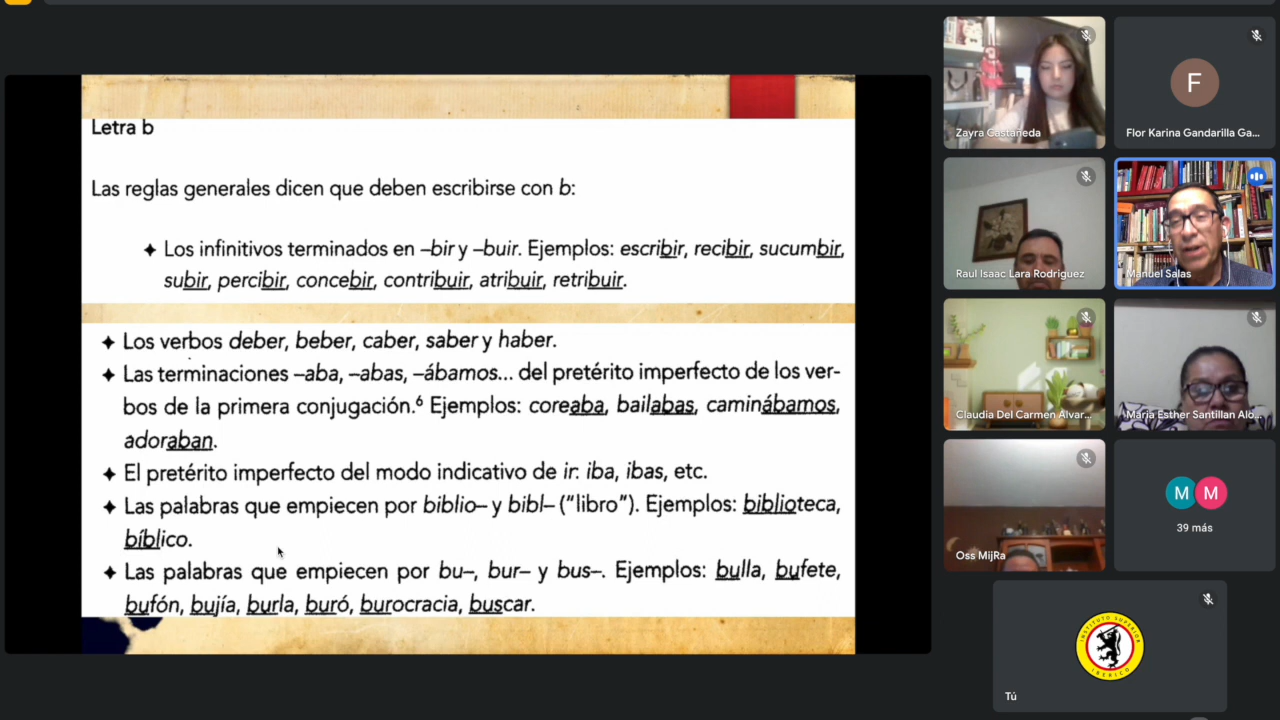 Letra b
Las reglas generales dicen que deben escribirse con b:
✦ Los infinitivos terminados en –bir y –buir. Ejemplos: escribir, recibir, sucumbir,
subir, percibir, concebir, contribuir, atribuir, retribuir.
✦ Los verbos deber, beber, caber, saber y haber.
✦ Las terminaciones –aba, –abas, –ábamos... del pretérito imperfecto de los ver-
bos de la primera conjugación.⁶ Ejemplos: coreaba, bailabas, caminábamos,
adoraban.
✦ El pretérito imperfecto del modo indicativo de ir: iba, ibas, etc.
✦ Las palabras que empiecen por biblio– y bibl– (“libro”). Ejemplos: biblioteca,
bíblico.
✦ Las palabras que empiecen por bu–, bur– y bus–. Ejemplos: bulla, bufete,
bufón, bujía, burla, buró, burocracia, buscar.
Zayra Castañeda
F
Flor Karina Gandarilla Ga...
Raul Isaac Lara Rodriguez
Manuel Salas
Claudia Del Carmen Alvar...
Maria Esther Santillan Alo...
Oss MijRa
M M
39 más
INSTITUTO SUPERIOR
IBERICO
Tú